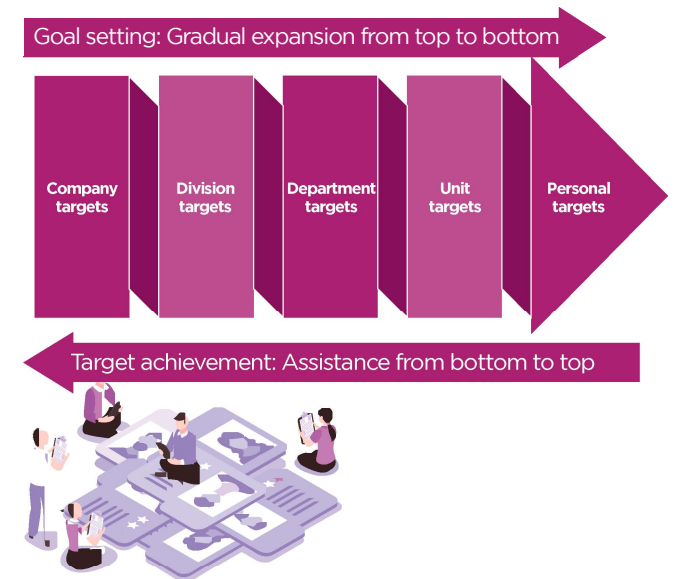 Goal setting: Gradual expansion from top to bottom
Company
targets
Division
targets
Department
targets
Unit
targets
Personal
targets
Target achievement: Assistance from bottom to top